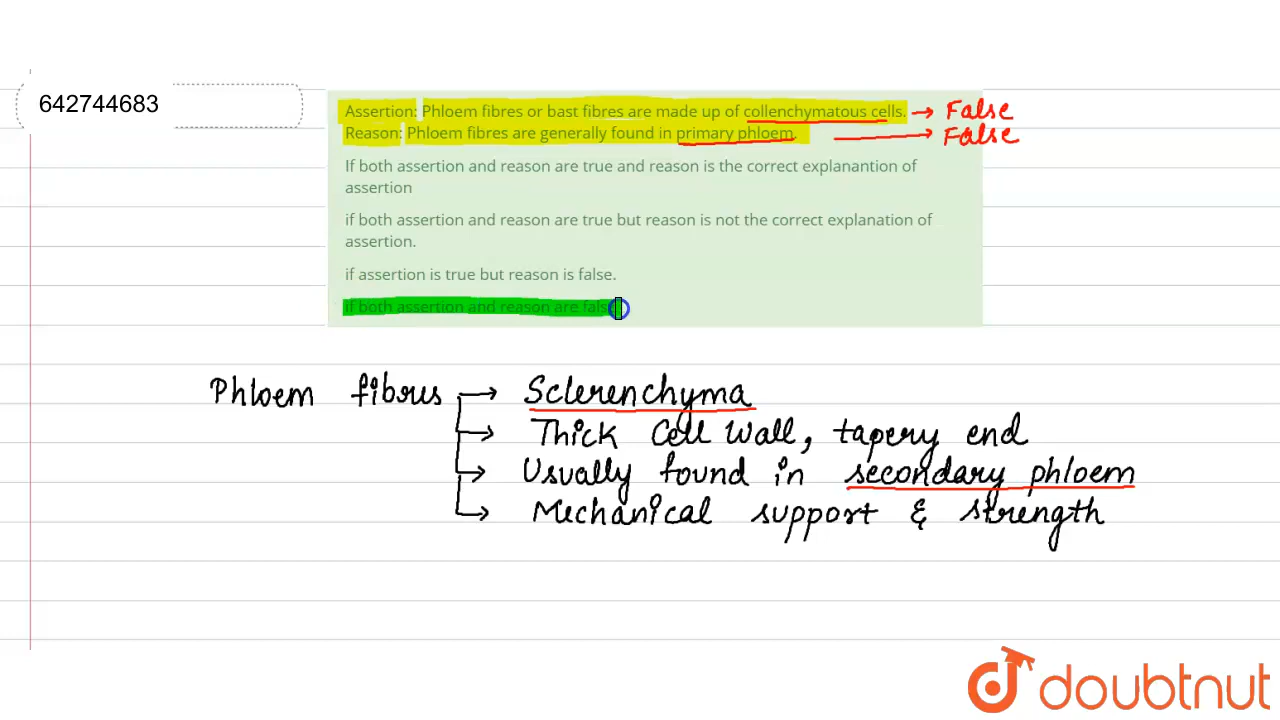 642744683
Assertion: Phloem fibres or bast fibres are made up of collenchymatous cells. → False
Reason: Phloem fibres are generally found in primary phloem. → False
If both assertion and reason are true and reason is the correct explanantion of
assertion
if both assertion and reason are true but reason is not the correct explanation of
assertion.
if assertion is true but reason is false.
if both assertion and reason are fals
Phloem fibres → Sclerenchyma
→ Thick Cell Wall, tapery end
→ Usually found in secondary phloem
→ Mechanical support & strength
doubtnut